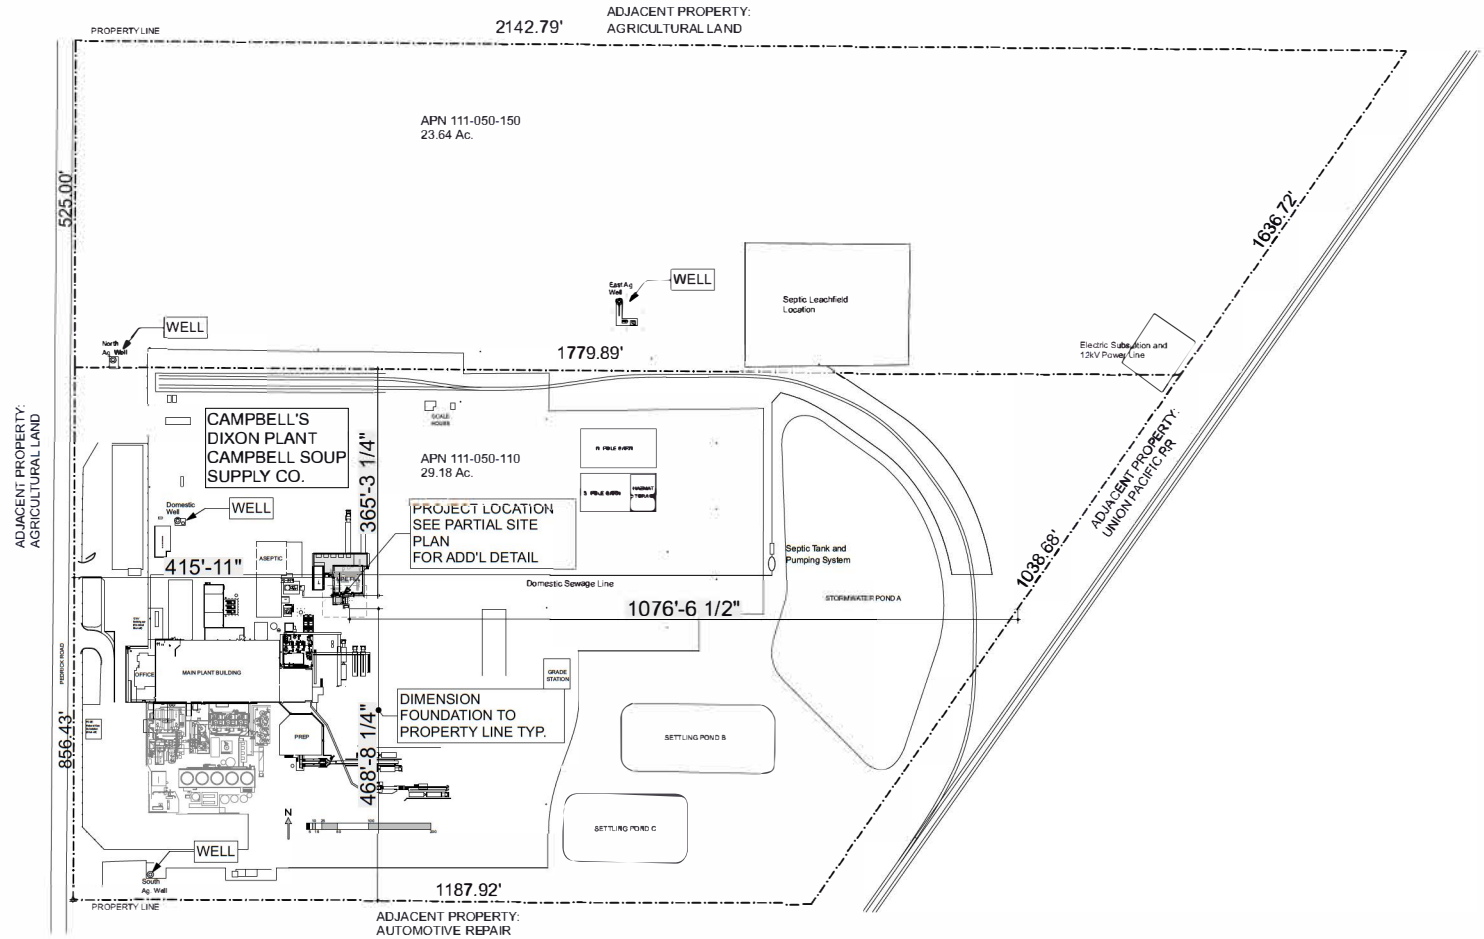 ADJACENT PROPERTY:
AGRICULTURAL LAND
2142.79'
PROPERTY LINE
APN 111-050-150
23.64 Ac.
525.00'
1636.72'
WELL
East Ag
Well
Septic Leachfield
Location
WELL
North
Ag. Well
1779.89'
Electric Substation and
12kV Power Line
ADJACENT PROPERTY:
AGRICULTURAL LAND
CAMPBELL'S
DIXON PLANT
CAMPBELL SOUP
SUPPLY CO.
365'-3 1/4"
SCALE
HOUSE
APN 111-050-110
29.18 Ac.
HAZMAT
STORAGE
ADJACENT PROPERTY:
UNION PACIFIC RR
Domestic
Well
WELL
PROJECT LOCATION
SEE PARTIAL SITE
PLAN
FOR ADD'L DETAIL
ASEPTIC
415'-11"
Septic Tank and
Pumping System
Domestic Sewage Line
1038.68'
1076'-6 1/2"
STORMWATER POND A
PEDRICK ROAD
OFFICE
MAIN PLANT BUILDING
GRADE
STATION
DIMENSION
FOUNDATION TO
PROPERTY LINE TYP.
856.43'
468'-8 1/4"
PREP
SETTLING POND B
N
SETTLING POND C
WELL
South
Ag. Well
1187.92'
PROPERTY LINE
ADJACENT PROPERTY:
AUTOMOTIVE REPAIR